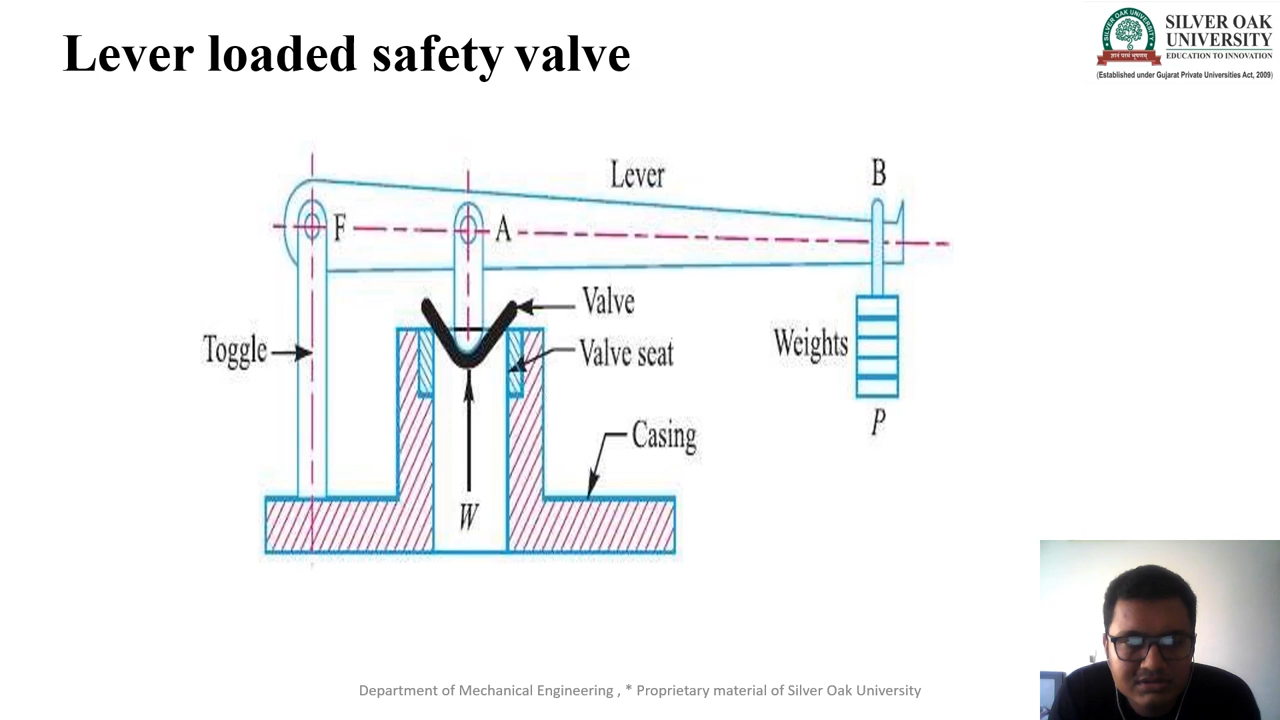 Lever loaded safety valve
SILVER OAK
UNIVERSITY
EDUCATION TO INNOVATION
(Established under Gujarat Private Universities Act, 2009)
Lever
B
F
A
Valve
Toggle
Valve seat
Weights
Casing
P
W
Department of Mechanical Engineering , * Proprietary material of Silver Oak University